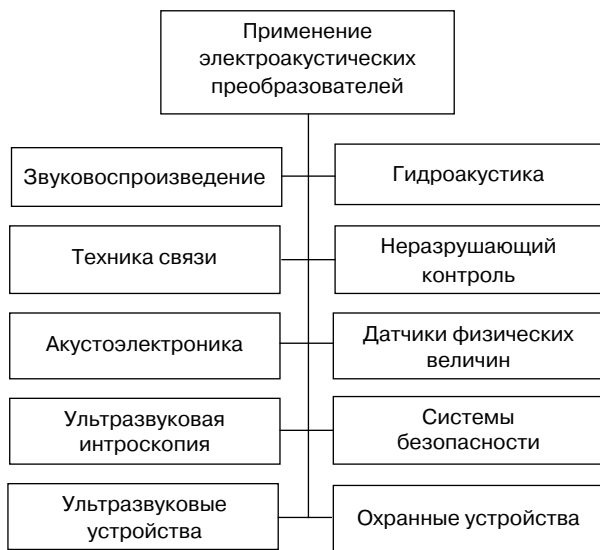 Применение
электроакустических
преобразователей
Звуковоспроизведение
Гидроакустика
Техника связи
Неразрушающий
контроль
Акустоэлектроника
Датчики физических
величин
Ультразвуковая
интроскопия
Системы
безопасности
Ультразвуковые
устройства
Охранные устройства